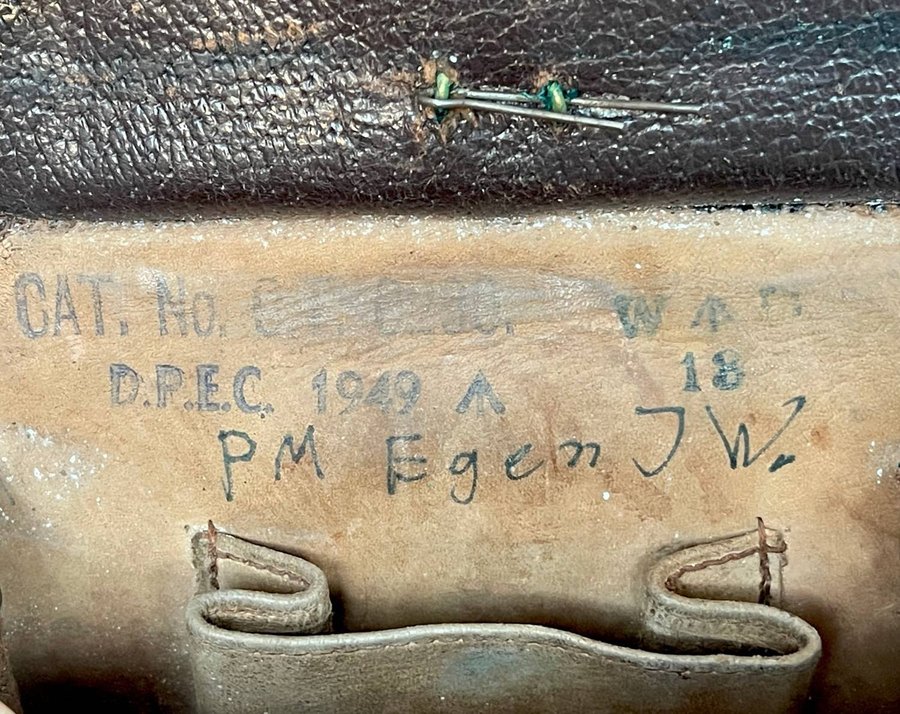 CAT. No. W ↑
D.P.E.C. 1949 ↑ 18
PM Egen JW.